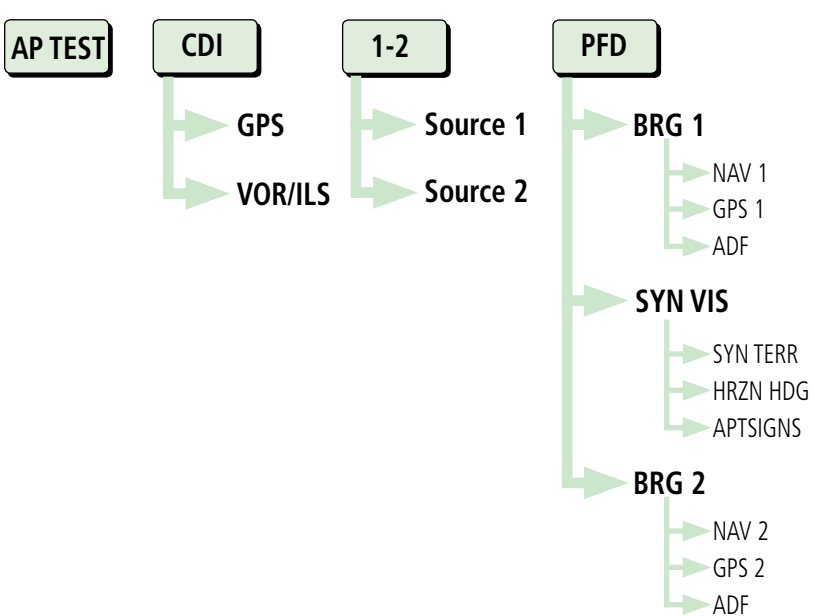 AP TEST
CDI
1-2
PFD
GPS
VOR/ILS
Source 1
Source 2
BRG 1
NAV 1
GPS 1
ADF
SYN VIS
SYN TERR
HRZN HDG
APTSIGNS
BRG 2
NAV 2
GPS 2
ADF